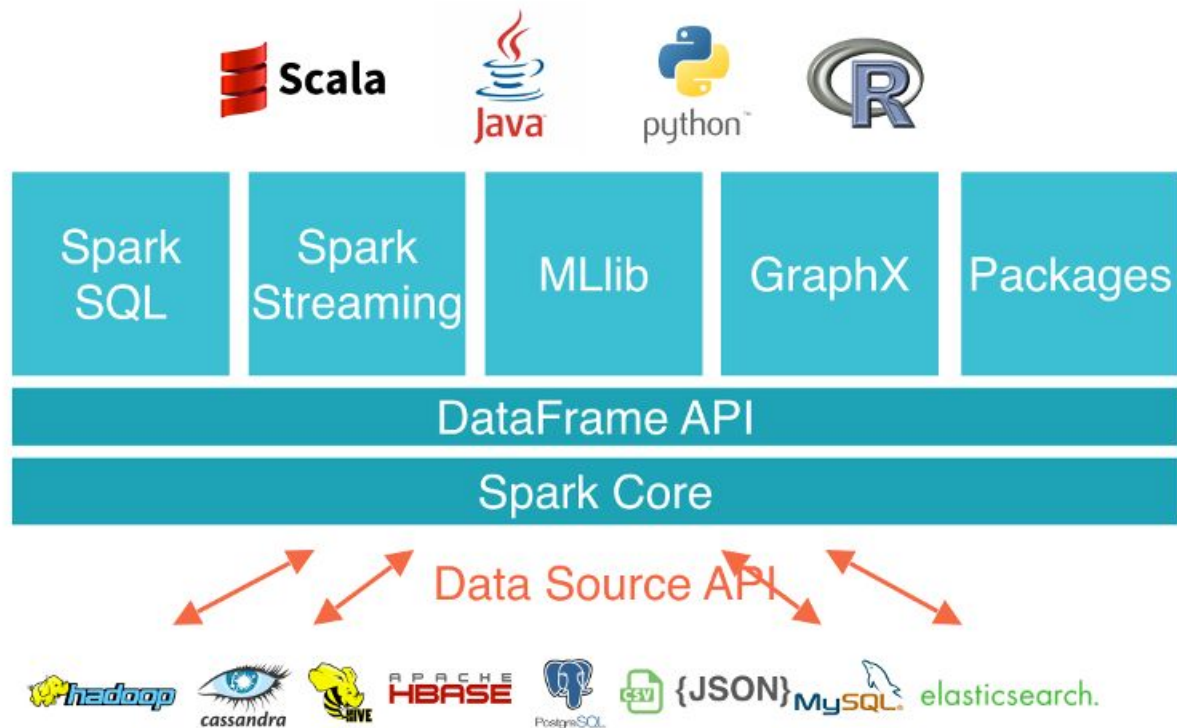 Scala
Java
python™
R
Spark
SQL
Spark
Streaming
MLlib
GraphX
Packages
DataFrame API
Spark Core
Data Source API
hadoop
cassandra
HIVE
APACHE
HBASE
PostgreSQL
CSV
{JSON}
MySQL®
elasticsearch.